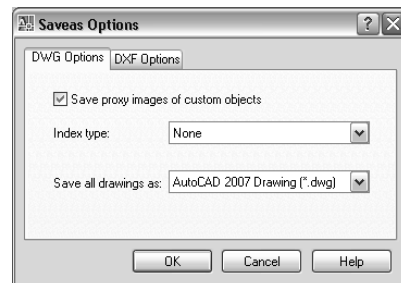 Saveas Options
DWG Options DXF Options
Save proxy images of custom objects
Index type: None
Save all drawings as: AutoCAD 2007 Drawing (*.dwg)
OK Cancel Help